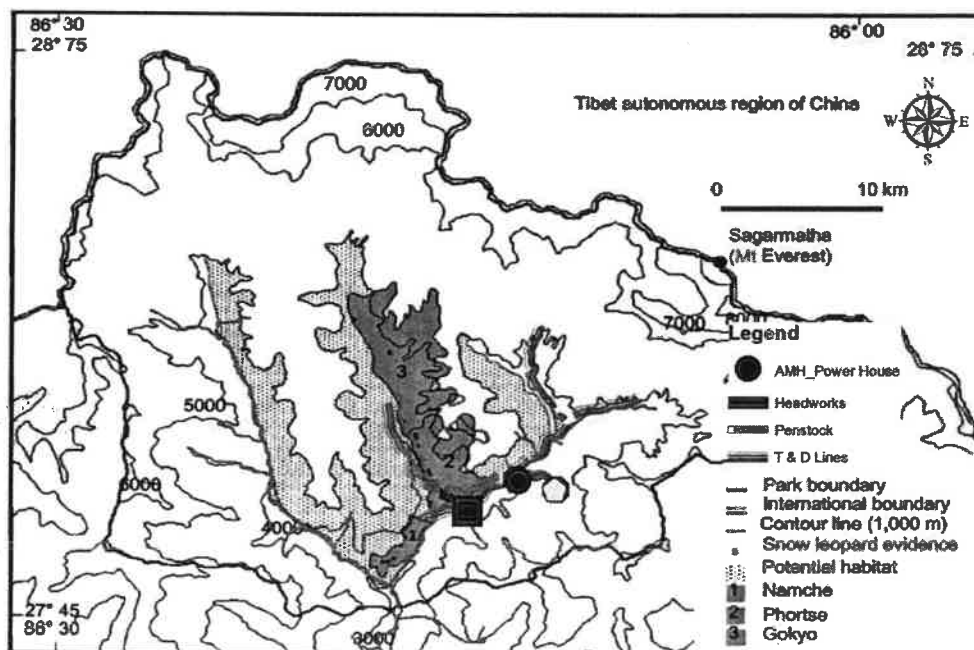 86° 30
28° 75
86° 00
28° 75
7000
6000
Tibet autonomous region of China
N
W
E
S
0
10 km
Sagarmatha
(Mt Everest)
7000
Legend
3
AMH_Power House
Headworks
5000
Penstock
2
T & D Lines
6000
Park boundary
International boundary
4000
Contour line (1,000 m)
1
Snow leopard evidence
Potential habitat
1 Namche
27° 45
86° 30
2 Phortse
3000
3 Gokyo